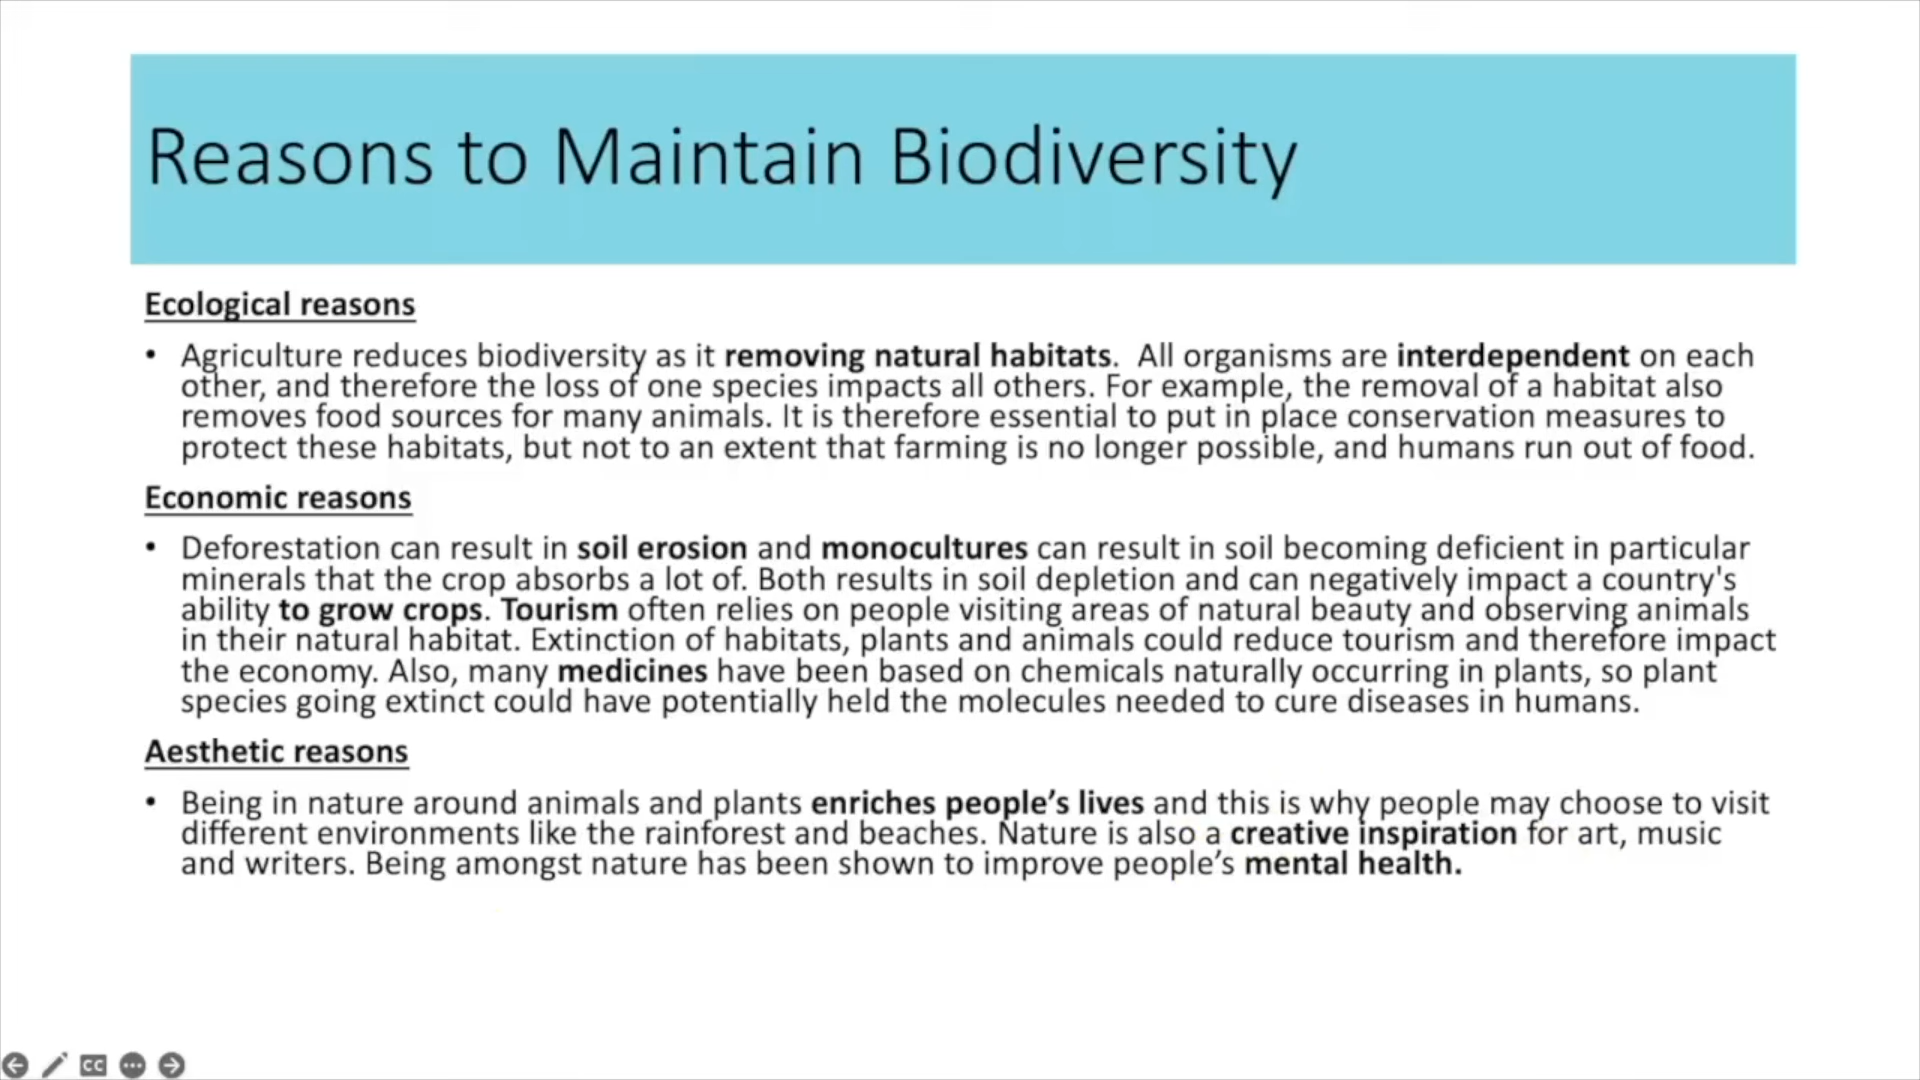 Reasons to Maintain Biodiversity
Ecological reasons
• Agriculture reduces biodiversity as it removing natural habitats.  All organisms are interdependent on each
other, and therefore the loss of one species impacts all others. For example, the removal of a habitat also
removes food sources for many animals. It is therefore essential to put in place conservation measures to
protect these habitats, but not to an extent that farming is no longer possible, and humans run out of food.
Economic reasons
• Deforestation can result in soil erosion and monocultures can result in soil becoming deficient in particular
minerals that the crop absorbs a lot of. Both results in soil depletion and can negatively impact a country's
ability to grow crops. Tourism often relies on people visiting areas of natural beauty and observing animals
in their natural habitat. Extinction of habitats, plants and animals could reduce tourism and therefore impact
the economy. Also, many medicines have been based on chemicals naturally occurring in plants, so plant
species going extinct could have potentially held the molecules needed to cure diseases in humans.
Aesthetic reasons
• Being in nature around animals and plants enriches people’s lives and this is why people may choose to visit
different environments like the rainforest and beaches. Nature is also a creative inspiration for art, music
and writers. Being amongst nature has been shown to improve people’s mental health.
CC